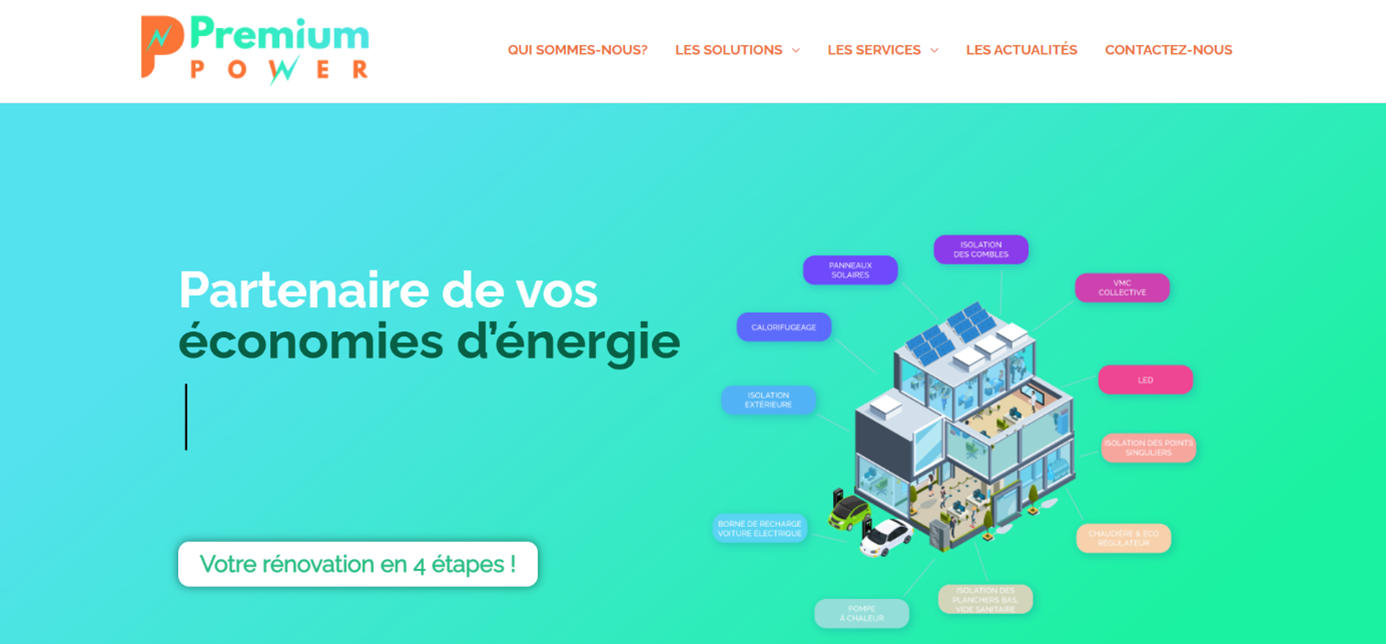 Premium
POWER
QUI SOMMES-NOUS?
LES SOLUTIONS
LES SERVICES
LES ACTUALITÉS
CONTACTEZ-NOUS
Partenaire de vos
économies d'énergie
Votre rénovation en 4 étapes !
ISOLATION
DES COMBLES
PANNEAUX
SOLAIRES
VMC
COLLECTIVE
CALORIFUGEAGE
LED
ISOLATION
EXTÉRIEURE
ISOLATION DES POINTS
SINGULIERS
BORNE DE RECHARGE
VOITURE ÉLECTRIQUE
CHAUDIÈRE & ECO
RÉGULATEUR
ISOLATION DES
PLANCHERS BAS,
VIDE SANITAIRE
POMPE
À CHALEUR